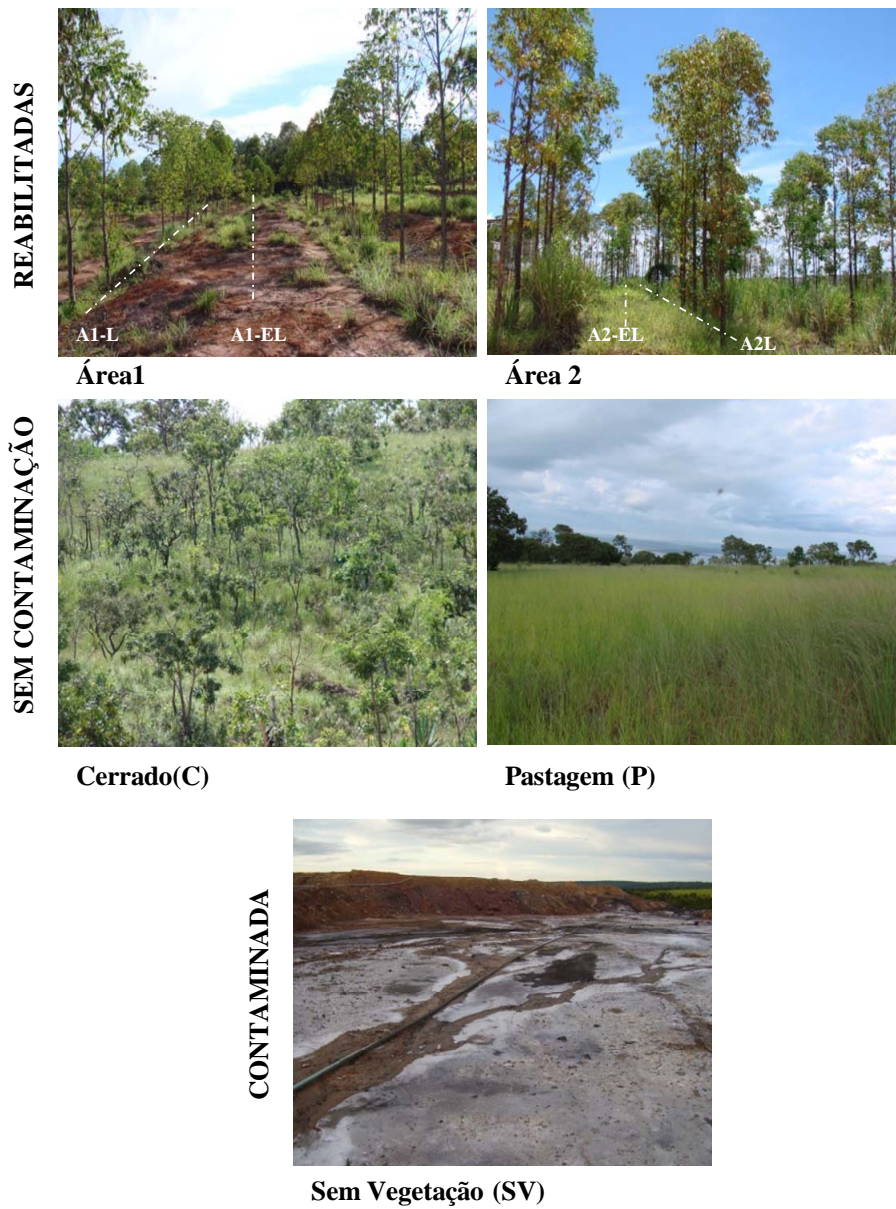 REABILITADAS
A1-L
A1-EL
A2-EL
A2L
Área1
Área 2
SEM CONTAMINAÇÃO
Cerrado(C)
Pastagem (P)
CONTAMINADA
Sem Vegetação (SV)